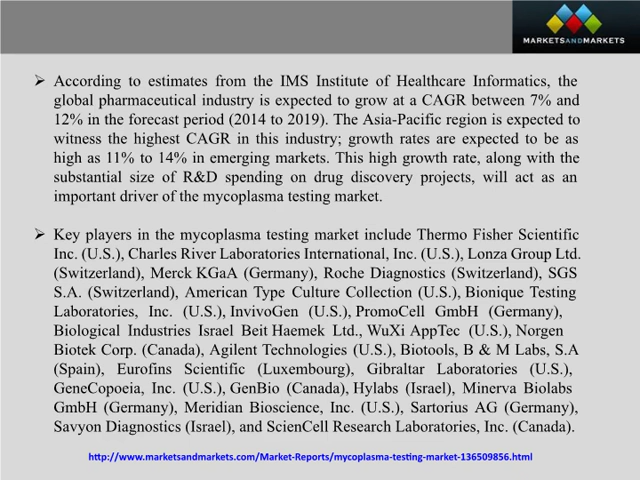 MARKETSANDMARKETS
➢ According to estimates from the IMS Institute of Healthcare Informatics, the
global pharmaceutical industry is expected to grow at a CAGR between 7% and
12% in the forecast period (2014 to 2019). The Asia-Pacific region is expected to
witness the highest CAGR in this industry; growth rates are expected to be as
high as 11% to 14% in emerging markets. This high growth rate, along with the
substantial size of R&D spending on drug discovery projects, will act as an
important driver of the mycoplasma testing market.
➢ Key players in the mycoplasma testing market include Thermo Fisher Scientific
Inc. (U.S.), Charles River Laboratories International, Inc. (U.S.), Lonza Group Ltd.
(Switzerland), Merck KGaA (Germany), Roche Diagnostics (Switzerland), SGS
S.A. (Switzerland), American Type Culture Collection (U.S.), Bionique Testing
Laboratories, Inc. (U.S.), InvivoGen (U.S.), PromoCell GmbH (Germany),
Biological Industries Israel Beit Haemek Ltd., WuXi AppTec (U.S.), Norgen
Biotek Corp. (Canada), Agilent Technologies (U.S.), Biotools, B & M Labs, S.A
(Spain), Eurofins Scientific (Luxembourg), Gibraltar Laboratories (U.S.),
GeneCopoeia, Inc. (U.S.), GenBio (Canada), Hylabs (Israel), Minerva Biolabs
GmbH (Germany), Meridian Bioscience, Inc. (U.S.), Sartorius AG (Germany),
Savyon Diagnostics (Israel), and ScienCell Research Laboratories, Inc. (Canada).
http://www.marketsandmarkets.com/Market-Reports/mycoplasma-testing-market-136509856.html